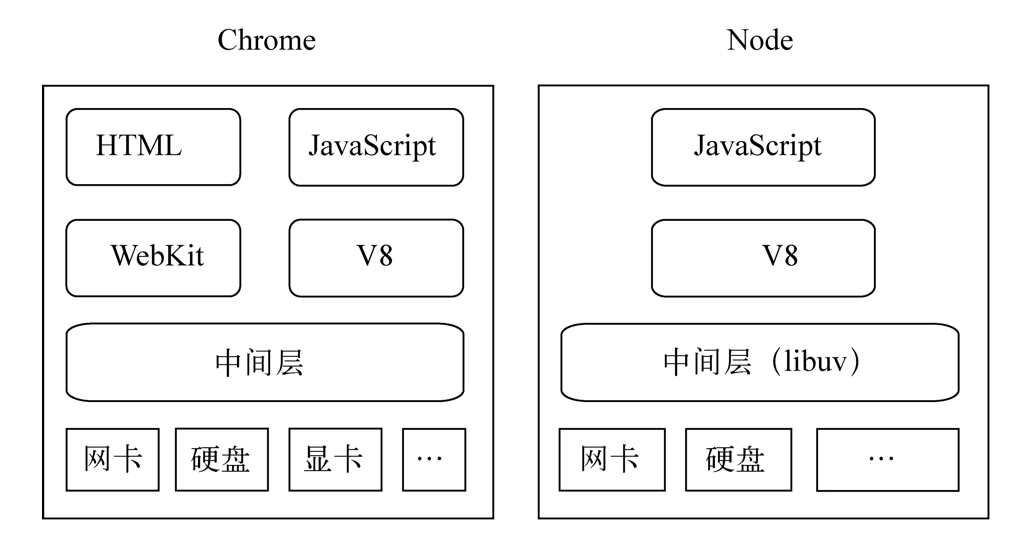 Chrome
Node
HTML
JavaScript
JavaScript
WebKit
V8
V8
中间层
中间层（libuv）
网卡
硬盘
显卡
…
网卡
硬盘
…